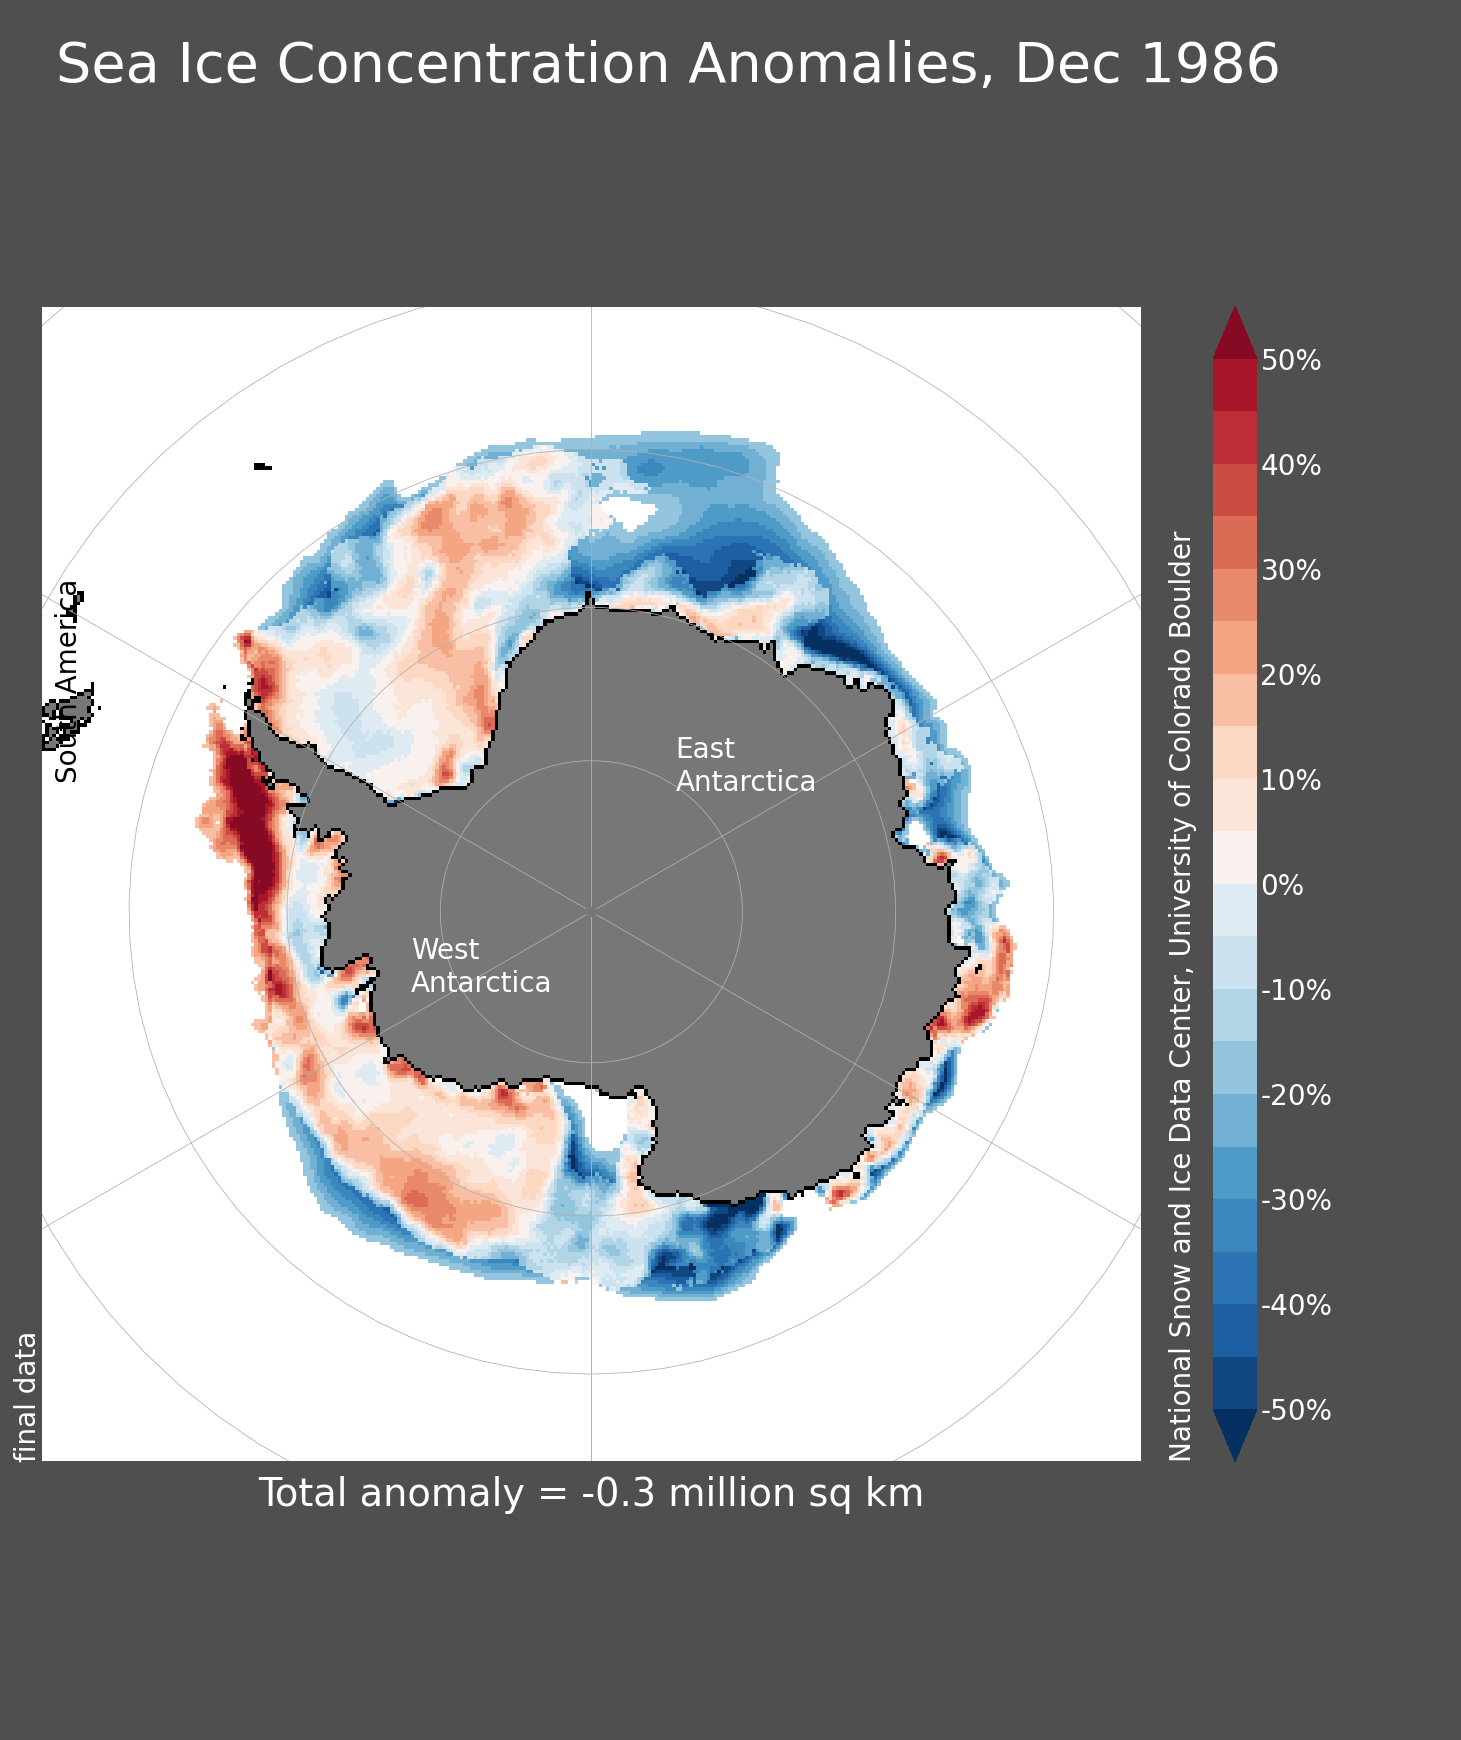 Sea Ice Concentration Anomalies, Dec 1986
South America
East
Antarctica
West
Antarctica
final data
National Snow and Ice Data Center, University of Colorado Boulder
50%
40%
30%
20%
10%
0%
-10%
-20%
-30%
-40%
-50%
Total anomaly = -0.3 million sq km